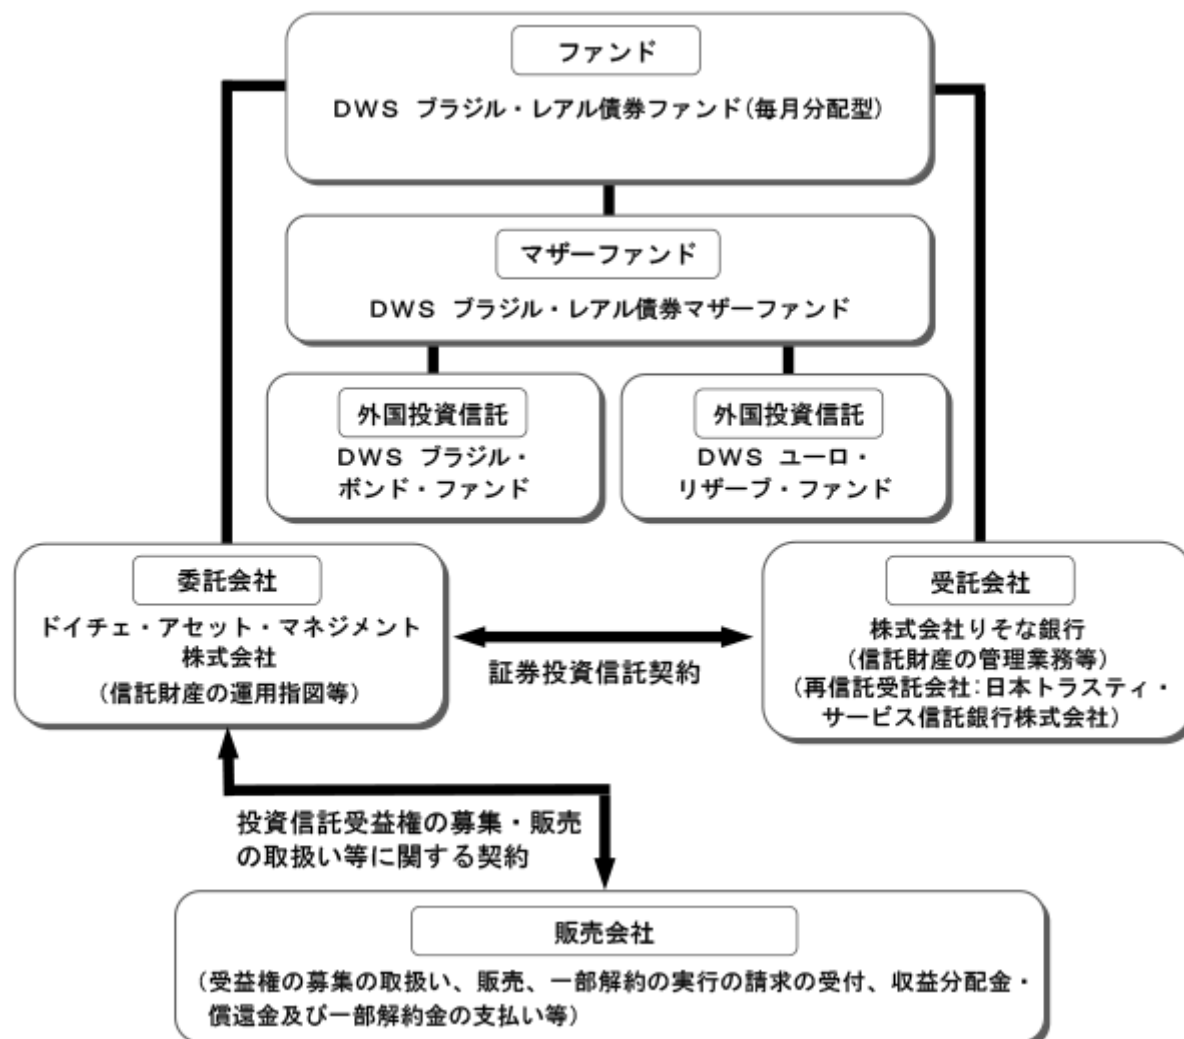 ファンド
DWS ブラジル・レアル債券ファンド(毎月分配型)
マザーファンド
DWS ブラジル・レアル債券マザーファンド
外国投資信託
DWS ブラジル・
ボンド・ファンド
外国投資信託
DWS ユーロ・
リザーブ・ファンド
委託会社
ドイチェ・アセット・マネジメント
株式会社
(信託財産の運用指図等)
証券投資信託契約
受託会社
株式会社りそな銀行
(信託財産の管理業務等)
(再信託受託会社:日本トラスティ・
サービス信託銀行株式会社)
投資信託受益権の募集・販売
の取扱い等に関する契約
販売会社
(受益権の募集の取扱い、販売、一部解約の実行の請求の受付、収益分配金・
償還金及び一部解約金の支払い等)